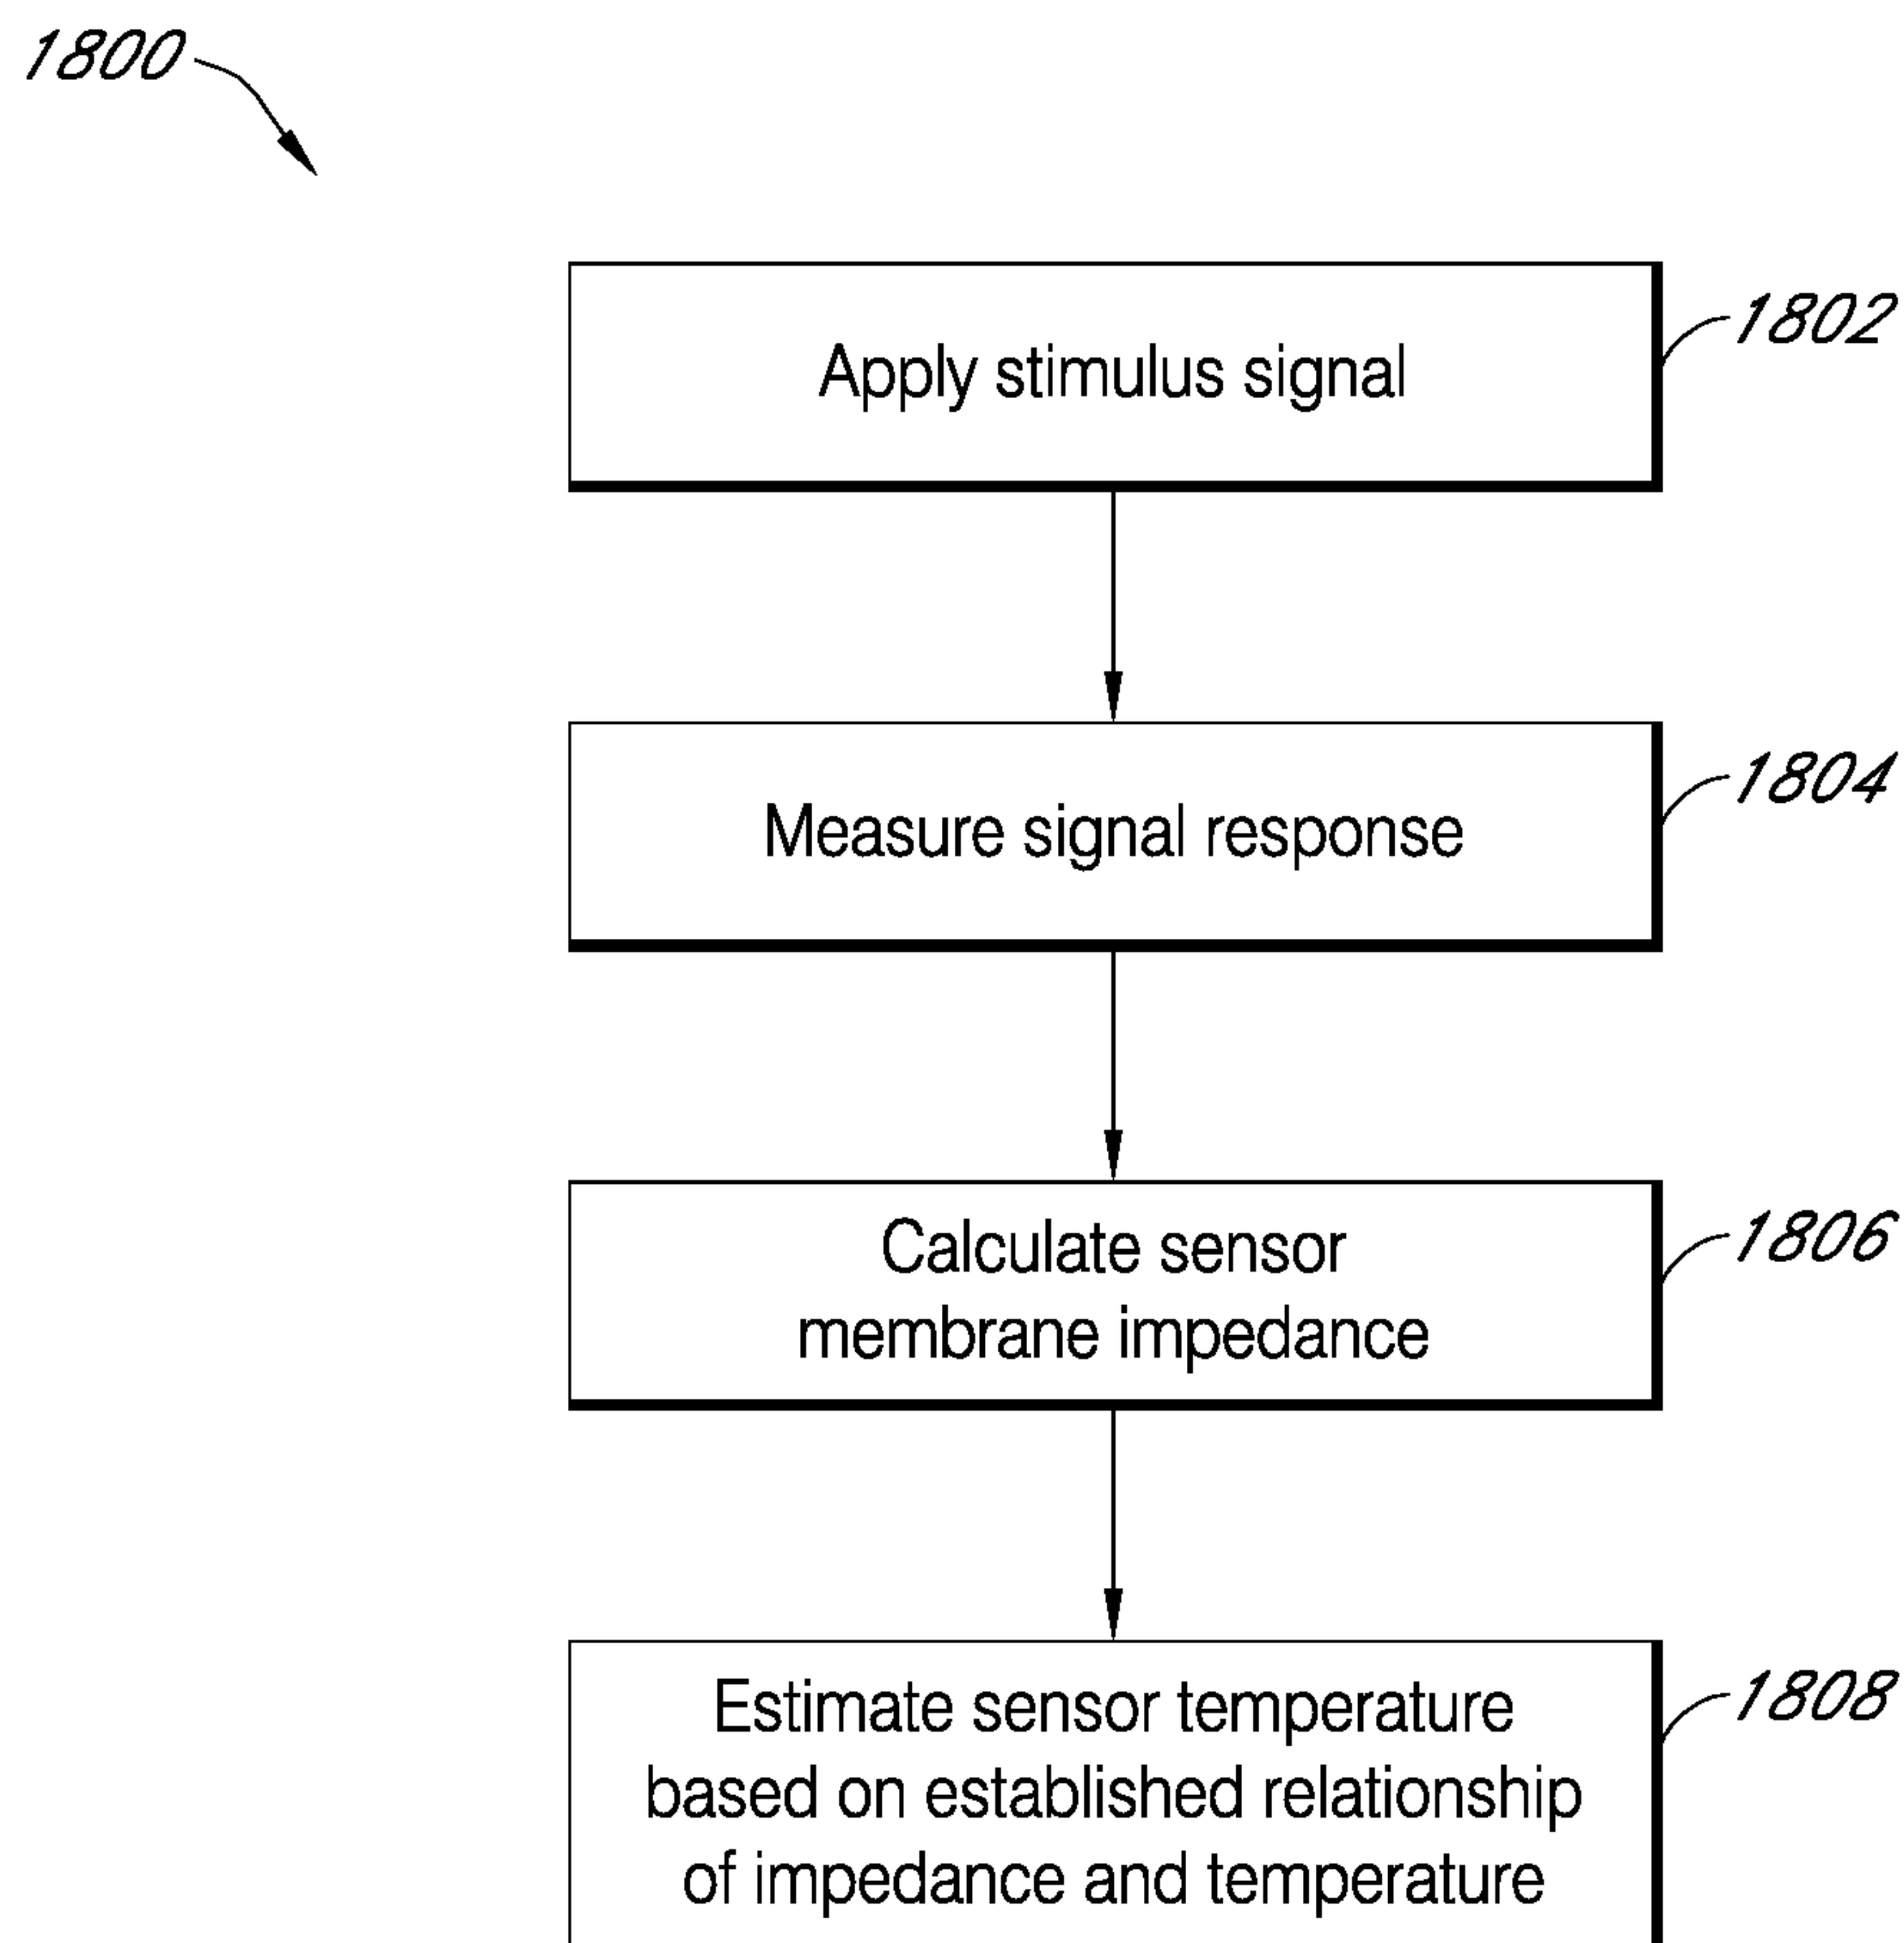 1800
Apply stimulus signal
1802
Measure signal response
1804
Calculate sensor
membrane impedance
1806
Estimate sensor temperature
based on established relationship
of impedance and temperature
1808